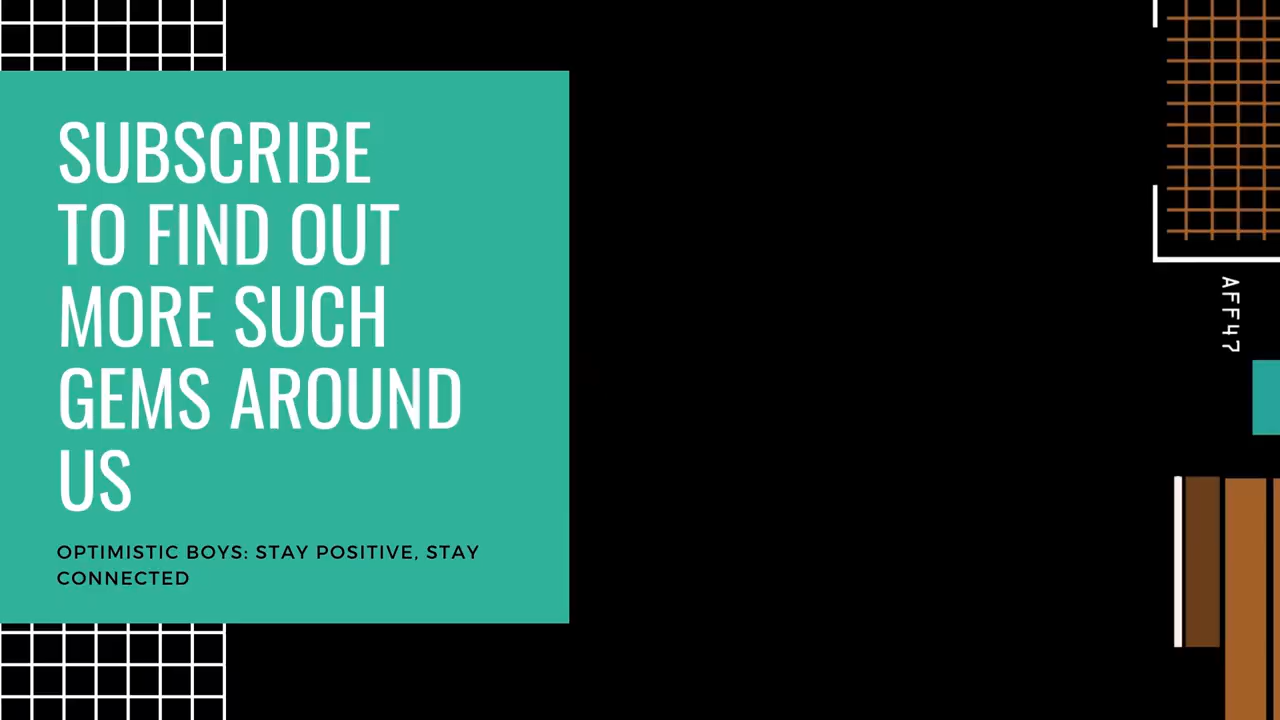 SUBSCRIBE
TO FIND OUT
MORE SUCH
GEMS AROUND
US
OPTIMISTIC BOYS: STAY POSITIVE, STAY
CONNECTED
AFF47